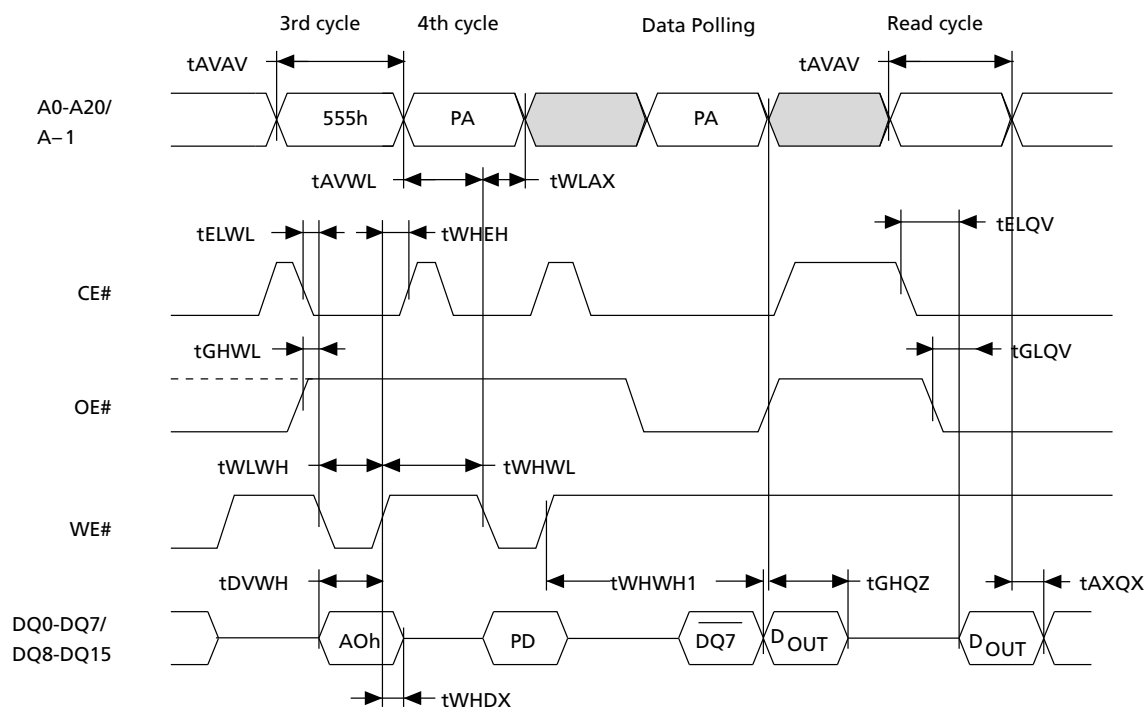 3rd cycle 4th cycle Data Polling Read cycle
tAVAV tAVAV
A0-A20/
A–1
555h PA PA
tAVWL tWLAX
tELWL tWHEH tELQV
CE#
tGHWL tGLQV
OE#
tWLWH tWHWL
WE#
tDVWH tWHWH1 tGHQZ tAXQX
DQ0-DQ7/
DQ8-DQ15
AOh PD DQ7 DOUT DOUT
tWHDX